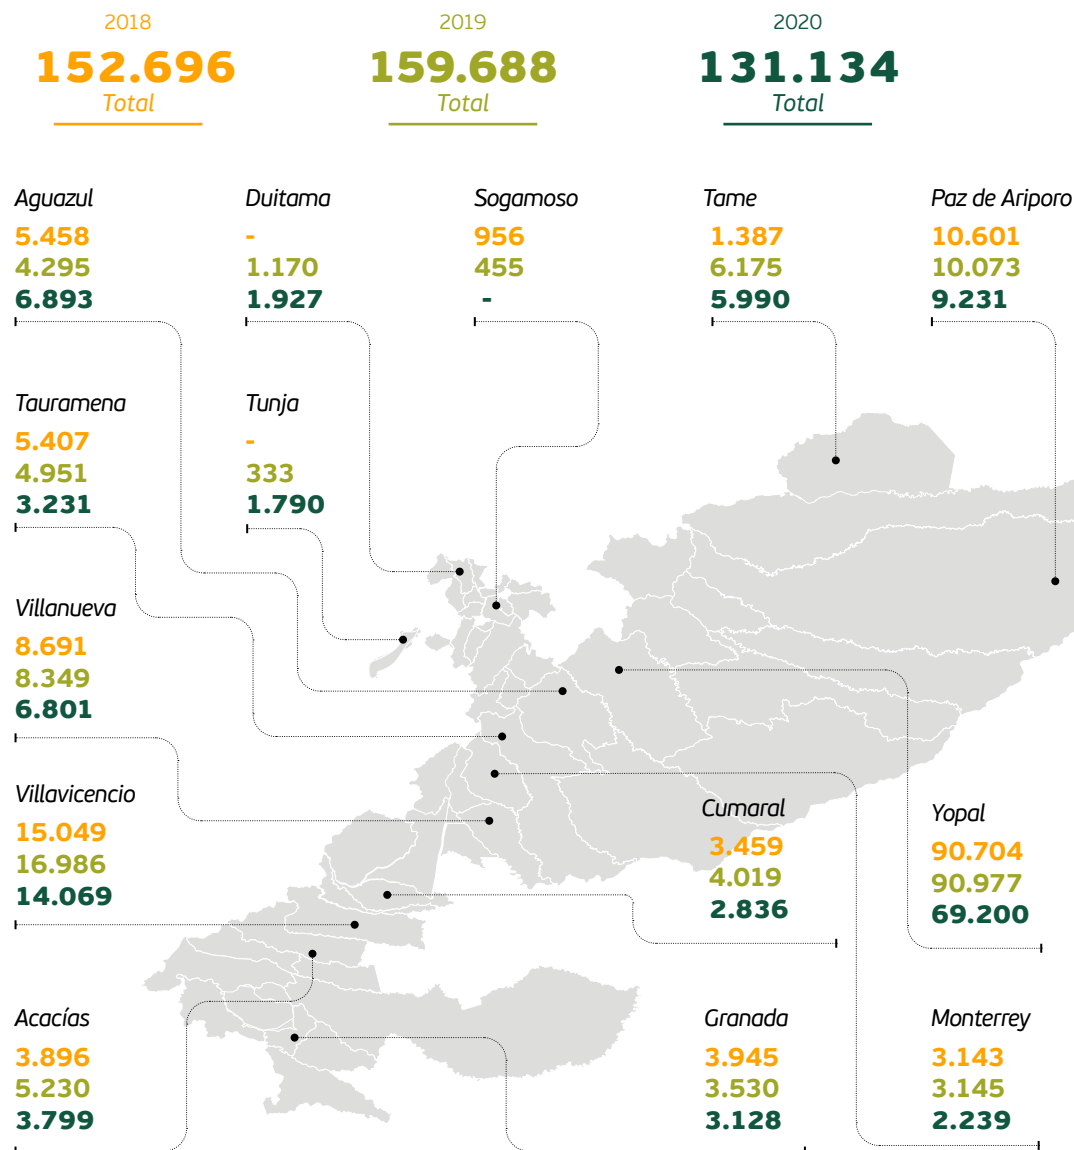 2018
152.696
Total
2019
159.688
Total
2020
131.134
Total
Aguazul
5.458
4.295
6.893
Duitama
-
1.170
1.927
Sogamoso
956
455
-
Tame
1.387
6.175
5.990
Paz de Ariporo
10.601
10.073
9.231
Tauramena
5.407
4.951
3.231
Tunja
-
333
1.790
Villanueva
8.691
8.349
6.801
Villavicencio
15.049
16.986
14.069
Cumaral
3.459
4.019
2.836
Yopal
90.704
90.977
69.200
Acacías
3.896
5.230
3.799
Granada
3.945
3.530
3.128
Monterrey
3.143
3.145
2.239